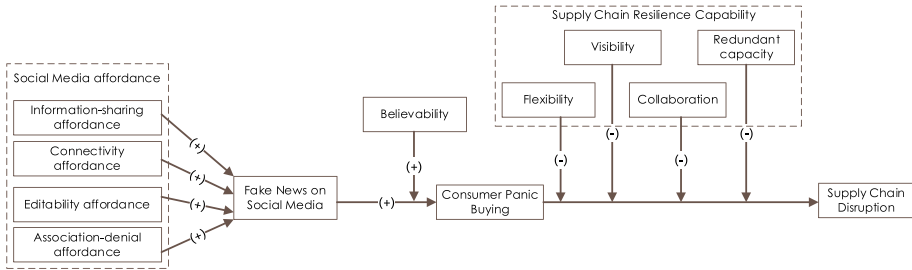 Supply Chain Resilience Capability
Visibility
Redundant
capacity
Flexibility
Collaboration
(-)
(-)
(-)
(-)
Social Media affordance
Information-sharing
affordance
Connectivity
affordance
Editability affordance
Association-denial
affordance
(+)
(+)
(+)
(+)
Fake News on
Social Media
Believability
(+)
(+)
Consumer Panic
Buying
Supply Chain
Disruption